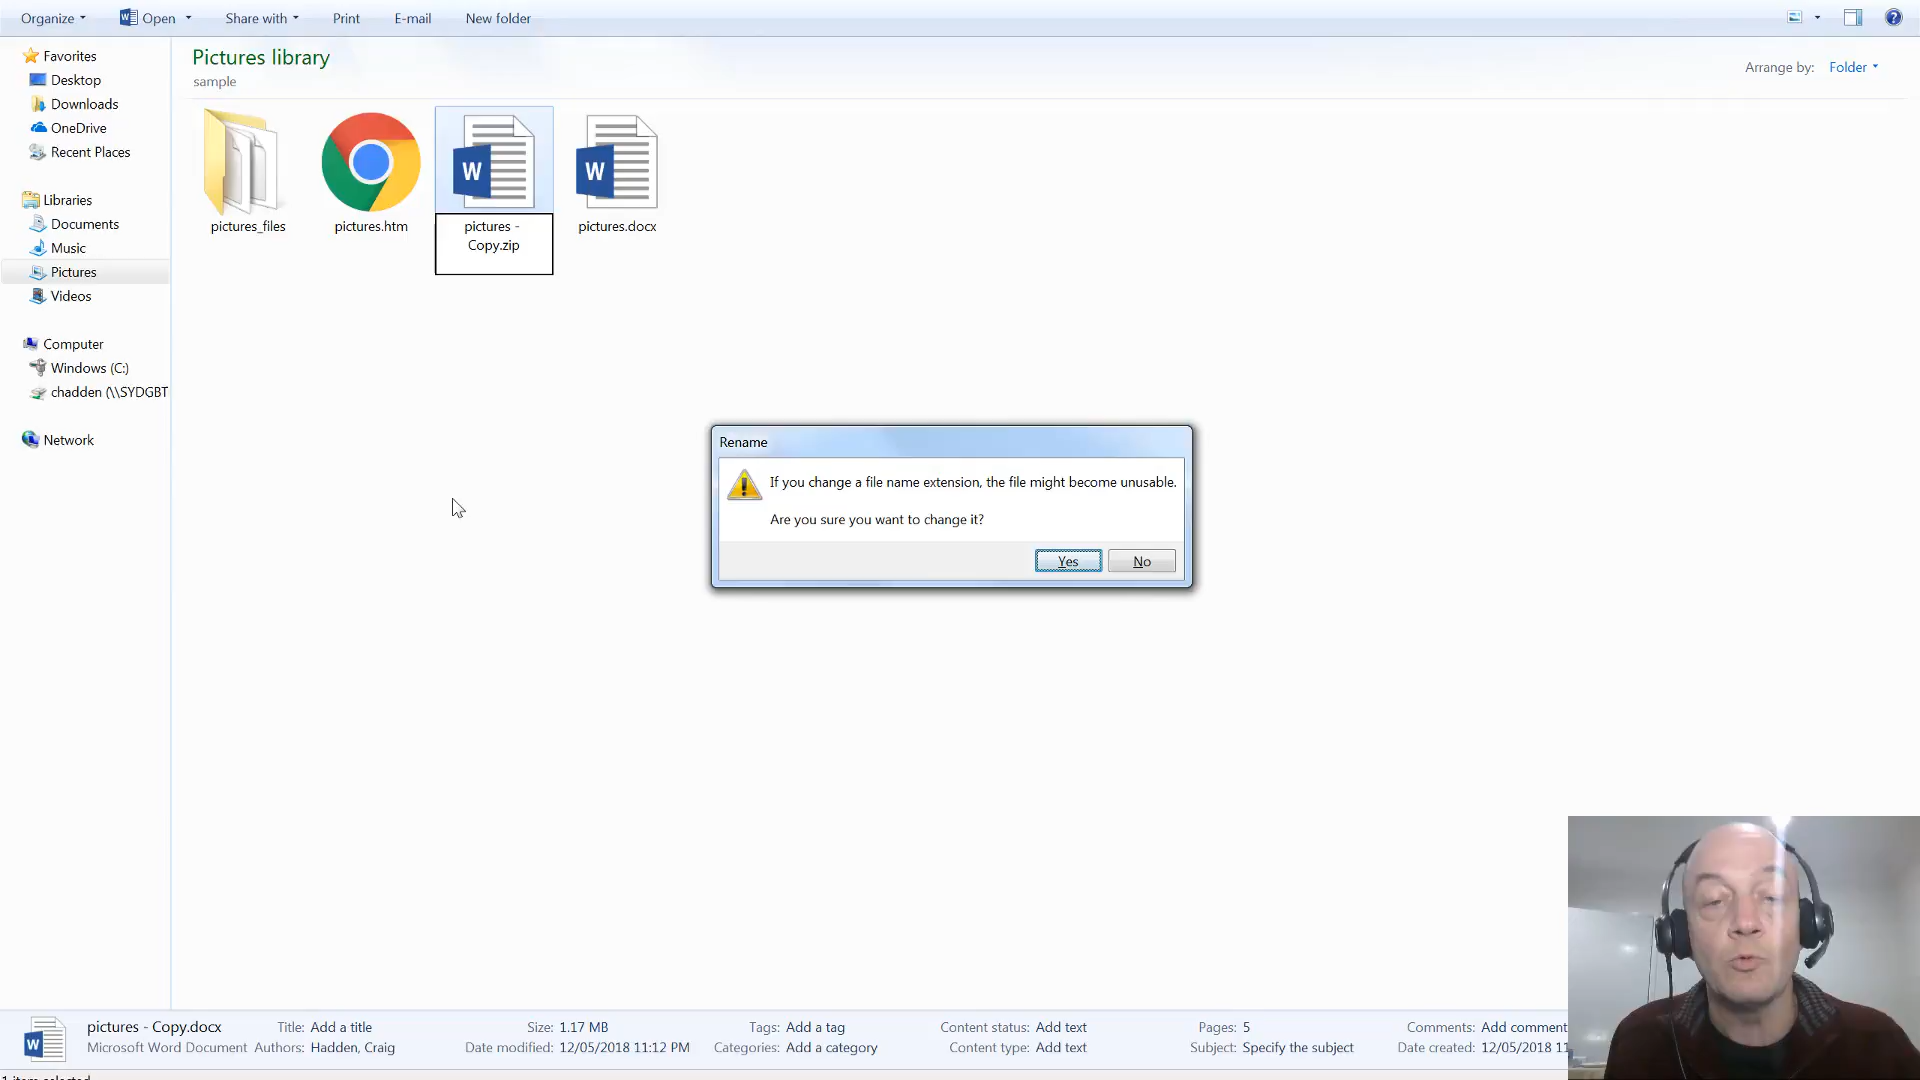 Organize
Open
Share with
Print
E-mail
New folder
Pictures library
sample
Arrange by: Folder
Favorites
Desktop
Downloads
OneDrive
Recent Places
Libraries
Documents
Music
Pictures
Videos
Computer
Windows (C:)
chadden (\\SYDGBT
Network
pictures_files
pictures.htm
pictures -
Copy.zip
pictures.docx
W
W
Rename
If you change a file name extension, the file might become unusable.
Are you sure you want to change it?
Yes
No
W
pictures - Copy.docx
Title: Add a title
Size: 1.17 MB
Tags: Add a tag
Content status: Add text
Pages: 5
Comments: Add comment
Microsoft Word Document
Authors: Hadden, Craig
Date modified: 12/05/2018 11:12 PM
Categories: Add a category
Content type: Add text
Subject: Specify the subject
Date created: 12/05/2018 11
1 item selected